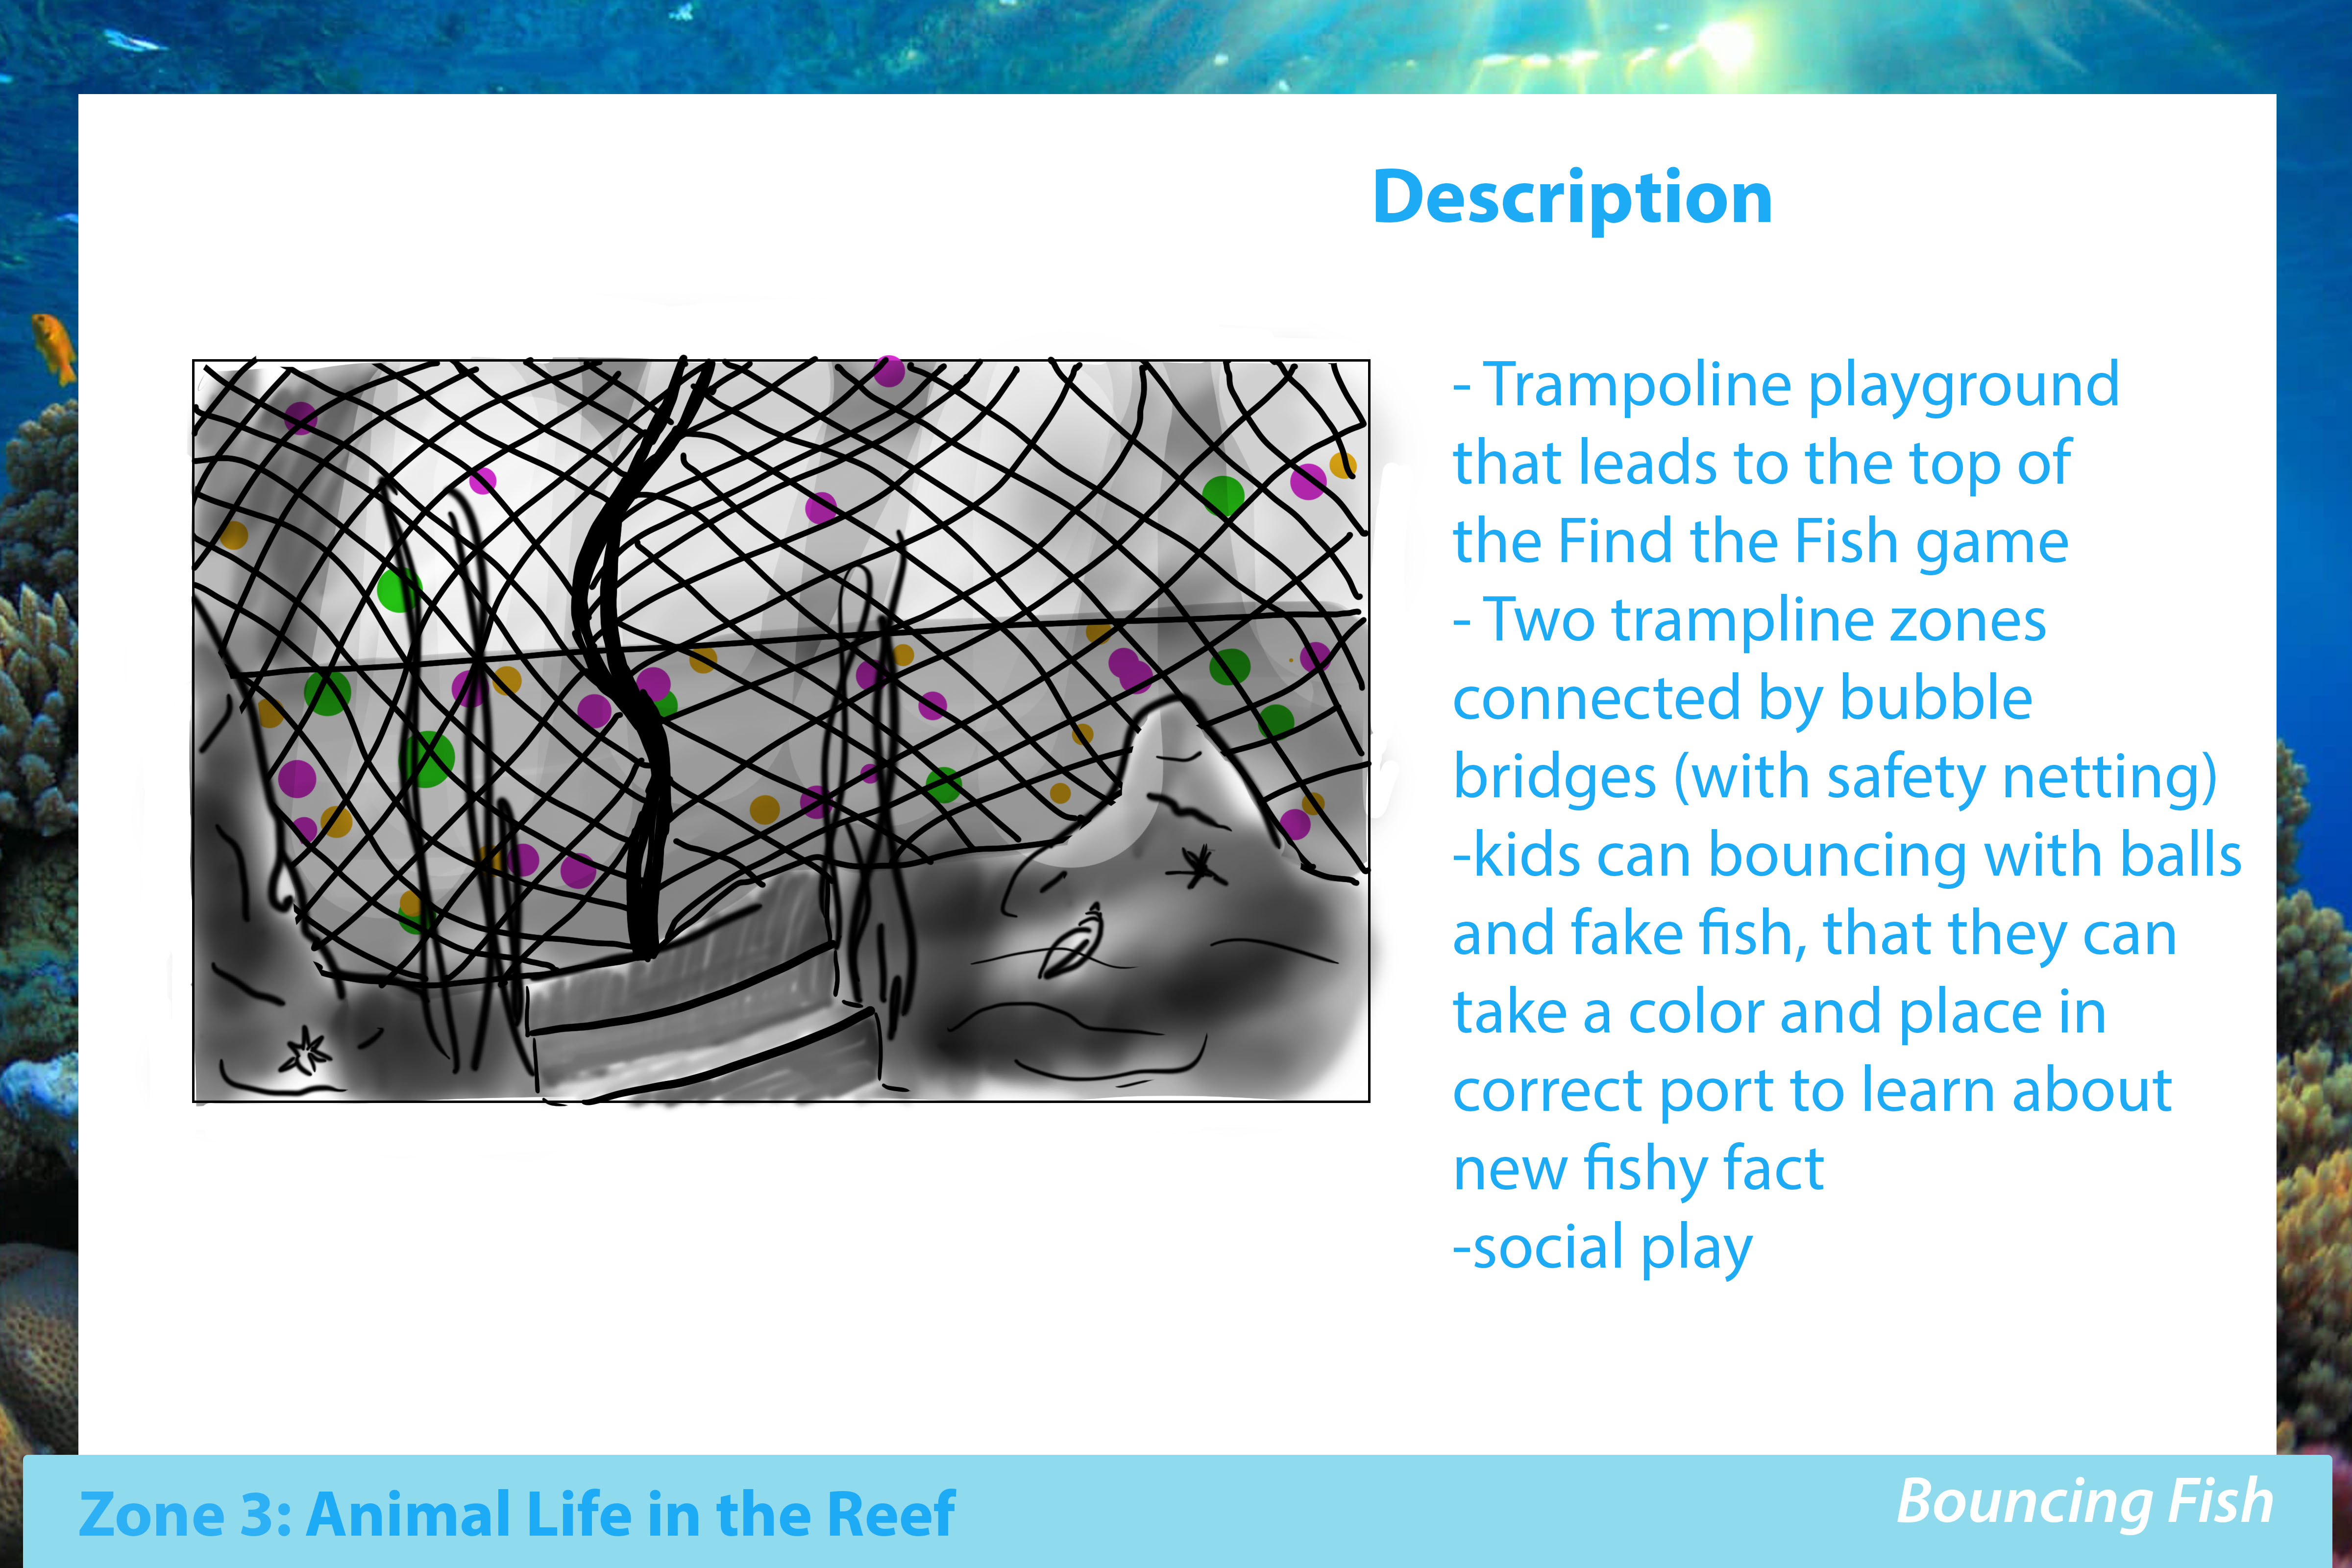 Description
- Trampoline playground
that leads to the top of
the Find the Fish game
- Two trampline zones
connected by bubble
bridges (with safety netting)
-kids can bouncing with balls
and fake fish, that they can
take a color and place in
correct port to learn about
new fishy fact
-social play
Zone 3: Animal Life in the Reef
Bouncing Fish